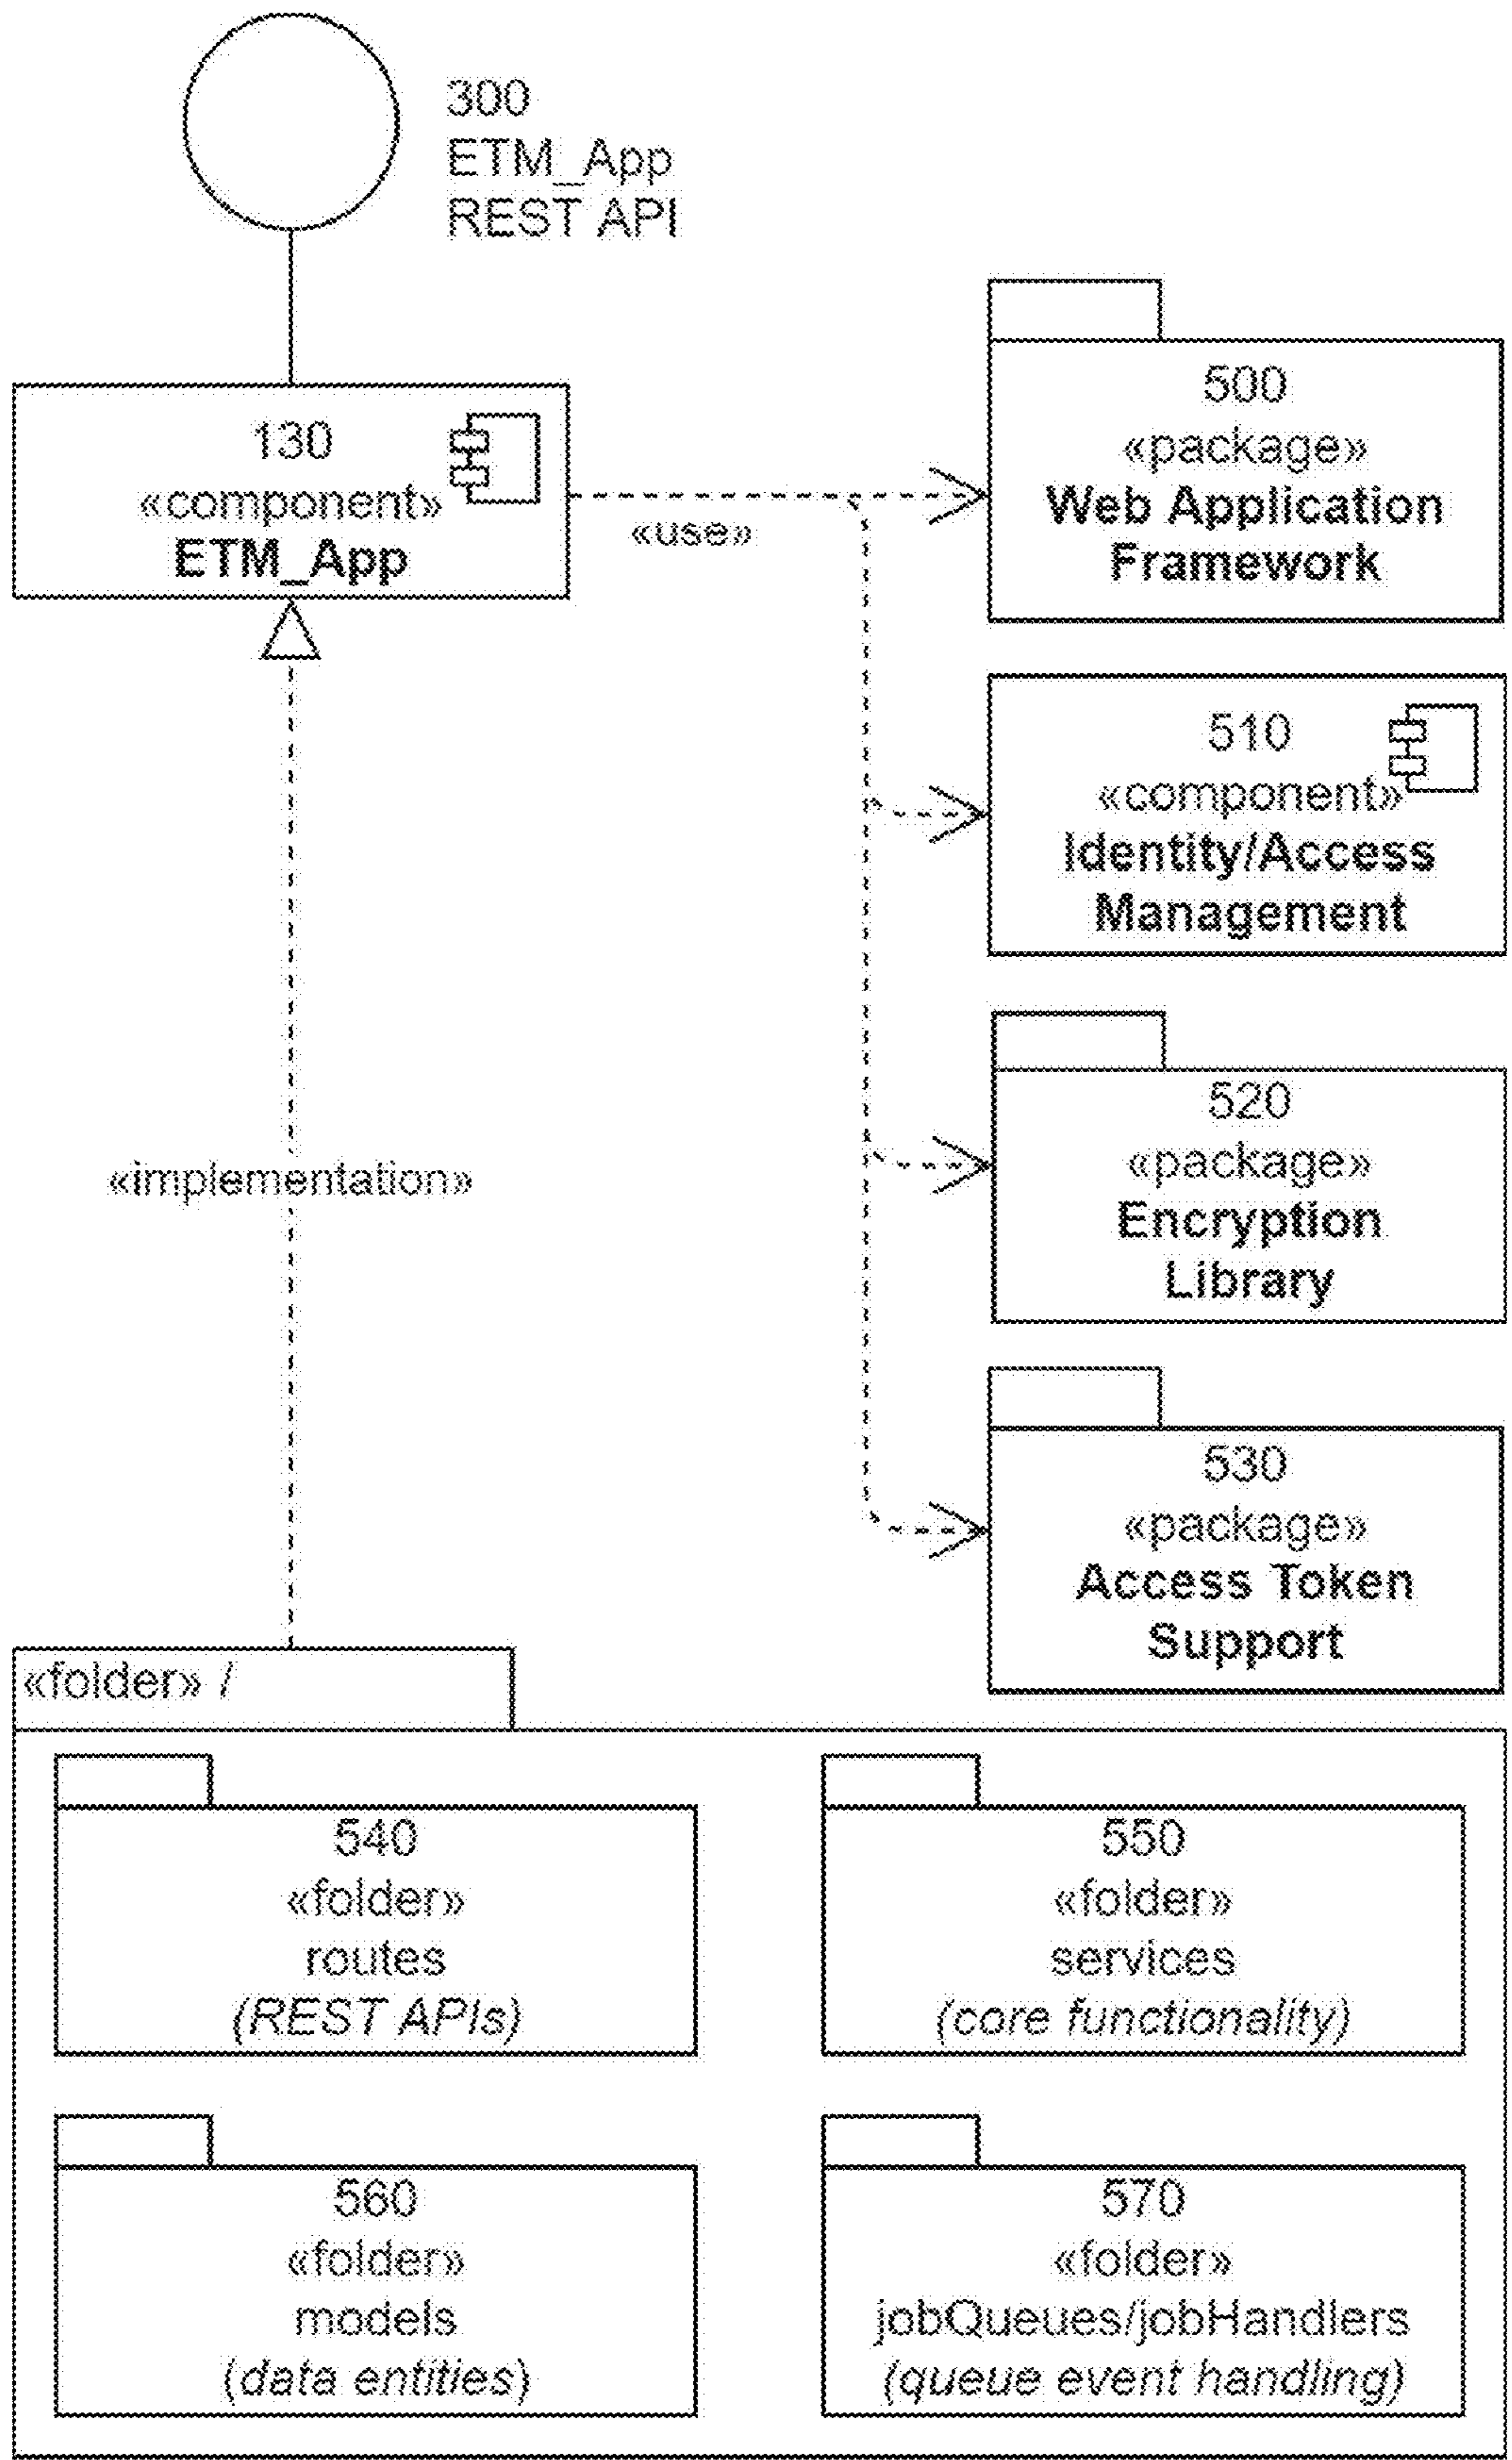 300
ETM_App
REST API
130
«component»
ETM_App
«use»
500
«package»
Web Application
Framework
510
«component»
Identity/Access
Management
520
«package»
Encryption
Library
530
«package»
Access Token
Support
«implementation»
«folder» /
540
«folder»
routes
(REST APIs)
550
«folder»
services
(core functionality)
560
«folder»
models
(data entities)
570
«folder»
jobQueues/jobHandlers
(queue event handling)